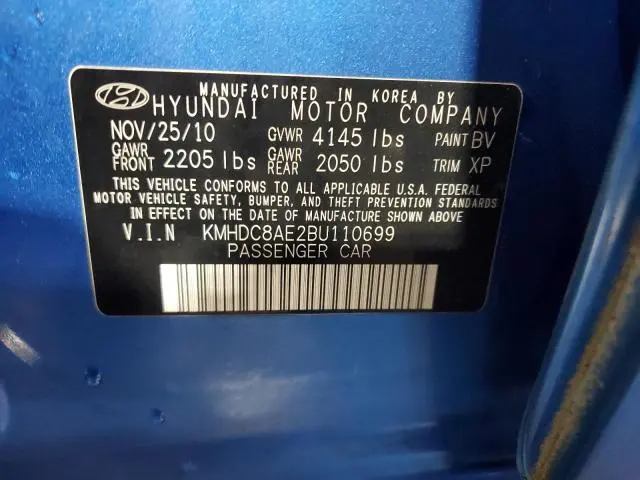 MANUFACTURED IN KOREA BY
HYUNDAI MOTOR COMPANY
NOV/25/10 GVWR 4145 lbs PAINT BV
GAWR FRONT 2205 lbs GAWR REAR 2050 lbs TRIM XP
THIS VEHICLE CONFORMS TO ALL APPLICABLE U.S.A. FEDERAL
MOTOR VEHICLE SAFETY, BUMPER, AND THEFT PREVENTION STANDARDS
IN EFFECT ON THE DATE OF MANUFACTURE SHOWN ABOVE
V.I.N KMHDC8AE2BU110699
PASSENGER CAR